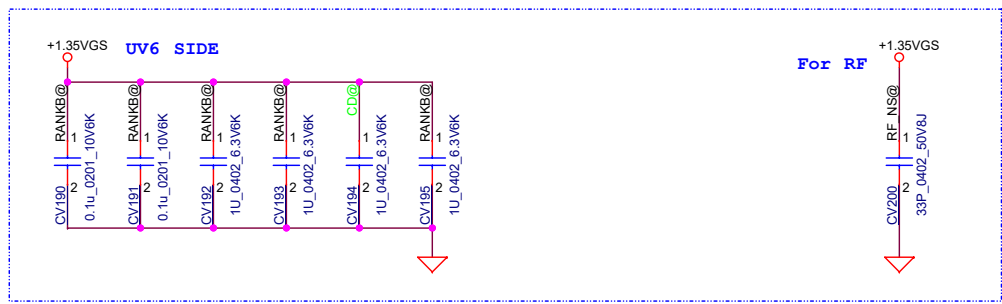 +1.35VGS
UV6 SIDE
RANKB@
1
2
CV190
0.1u_0201_10V6K
RANKB@
1
2
CV191
0.1u_0201_10V6K
RANKB@
1
2
CV192
1U_0402_6.3V6K
RANKB@
1
2
CV193
1U_0402_6.3V6K
CD@
1
2
CV194
1U_0402_6.3V6K
RANKB@
1
2
CV195
1U_0402_6.3V6K
For RF
+1.35VGS
RF_NS@
1
2
CV200
33P_0402_50V8J